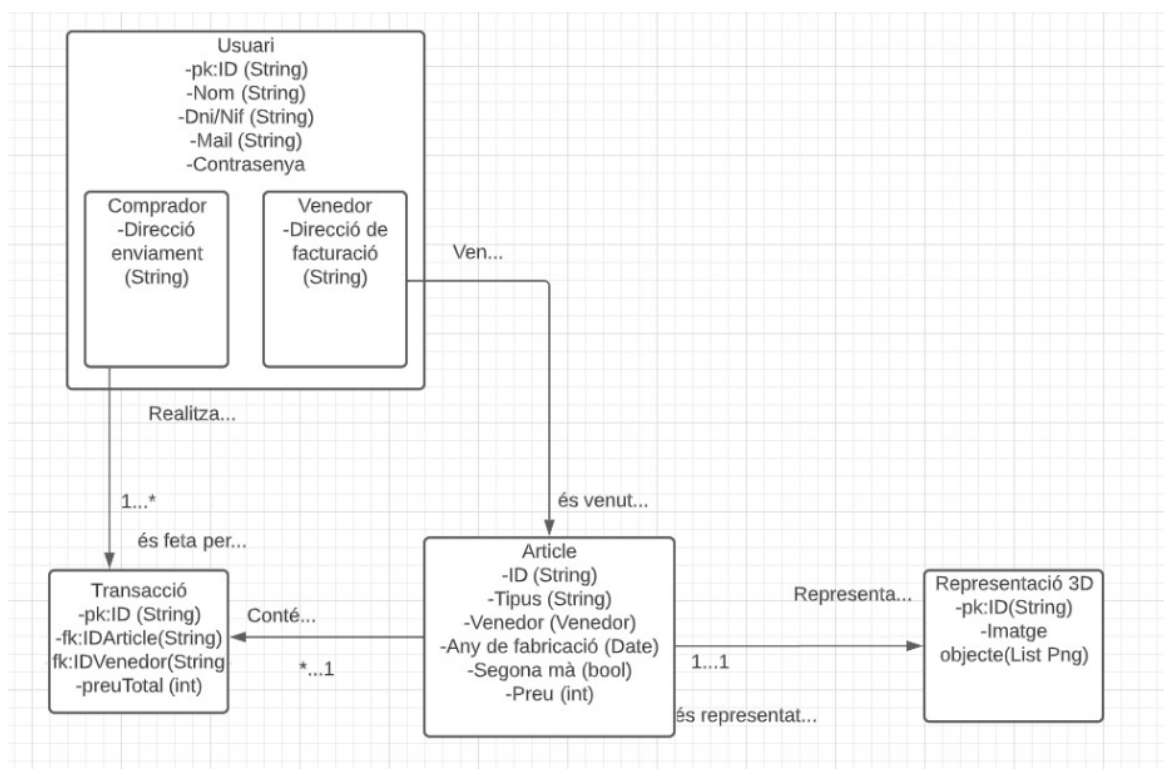 Usuari
-pk:ID (String)
-Nom (String)
-Dni/Nif (String)
-Mail (String)
-Contrasenya
Comprador
-Direcció
enviament
(String)
Venedor
-Direcció de
facturació
(String)
Ven...
Realitza...
1...*
és feta per...
és venut...
Transacció
-pk:ID (String)
-fk:IDArticle(String)
fk:IDVenedor(String
-preuTotal (int)
Conté...
*...1
Article
-ID (String)
-Tipus (String)
-Venedor (Venedor)
-Any de fabricació (Date)
-Segona mà (bool)
-Preu (int)
Representa...
1...1
és representat...
Representació 3D
-pk:ID(String)
-Imatge
objecte(List Png)